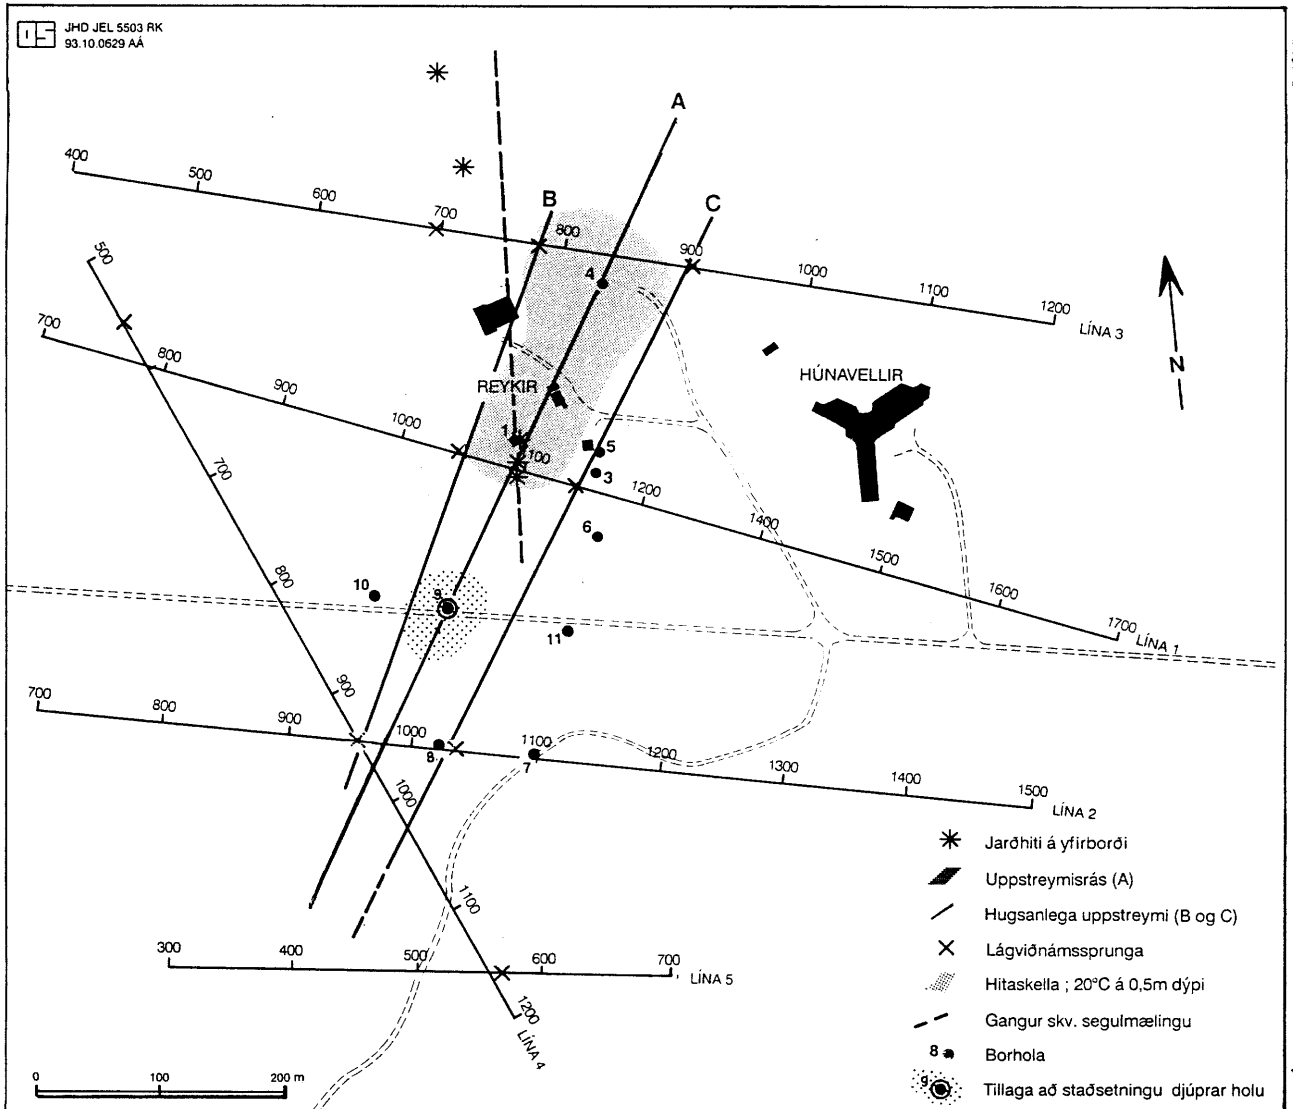 OS
JHD JEL 5503 RK
93.10.0629 AÁ
A
B
C
400 500 600 700 800 900 1000 1100 1200 LÍNA 3
500 700 800 900 1000 1100 1200 LÍNA 4
700 800 900 1000 1100 1200 1400 1500 1600 1700 LÍNA 1
4
REYKIR
HÚNAVELLIR
N
1
5
3
6
10
9
11
700 800 900 1000 1100 1200 1300 1400 1500 LÍNA 2
8
7
300 400 500 600 700 LÍNA 5
Jarðhiti á yfirborði
Uppstreymisrás (A)
Hugsanlega uppstreymi (B og C)
Lágviðnámssprunga
Hitaskella ; 20°C á 0,5m dýpi
Gangur skv. segulmælingu
8 Borhola
9 Tillaga að staðsetningu djúprar holu
0 100 200 m